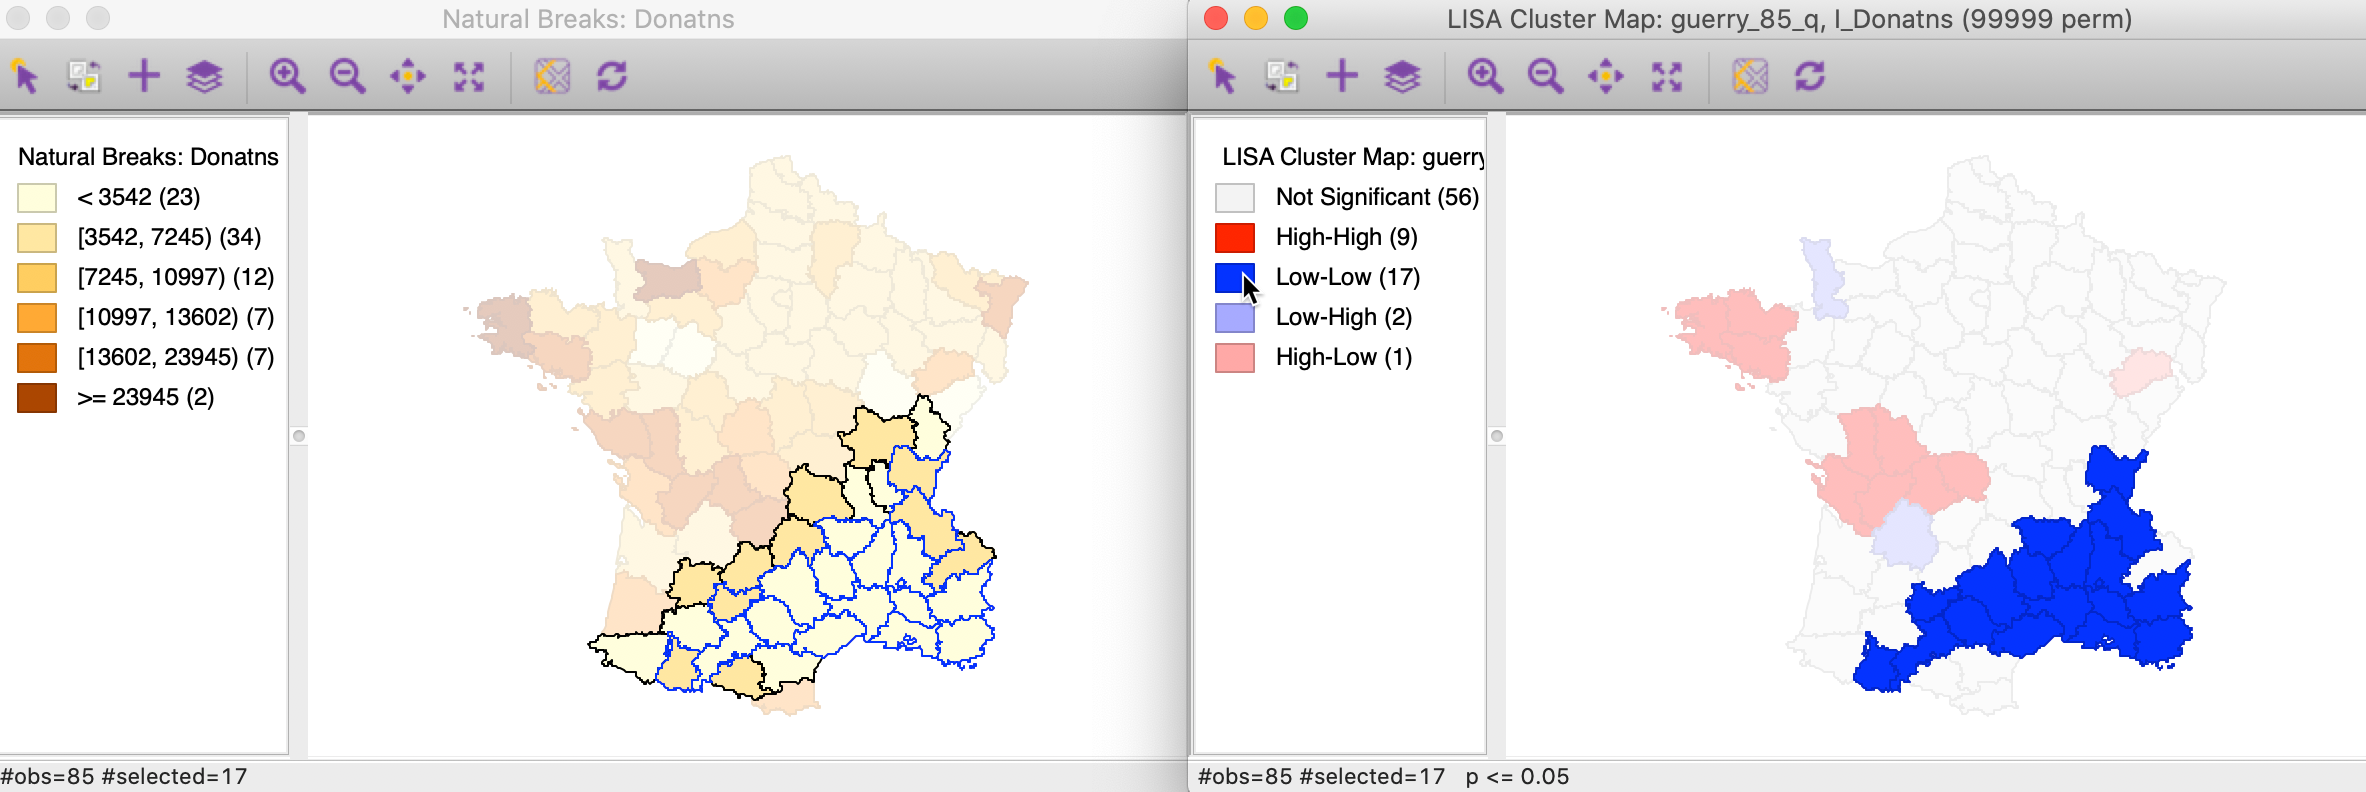 Natural Breaks: Donatns
Natural Breaks: Donatns
< 3542 (23)
[3542, 7245) (34)
[7245, 10997) (12)
[10997, 13602) (7)
[13602, 23945) (7)
>= 23945 (2)
#obs=85 #selected=17
LISA Cluster Map: guerry_85_q, I_Donatns (99999 perm)
LISA Cluster Map: guerry
Not Significant (56)
High-High (9)
Low-Low (17)
Low-High (2)
High-Low (1)
#obs=85 #selected=17 p <= 0.05